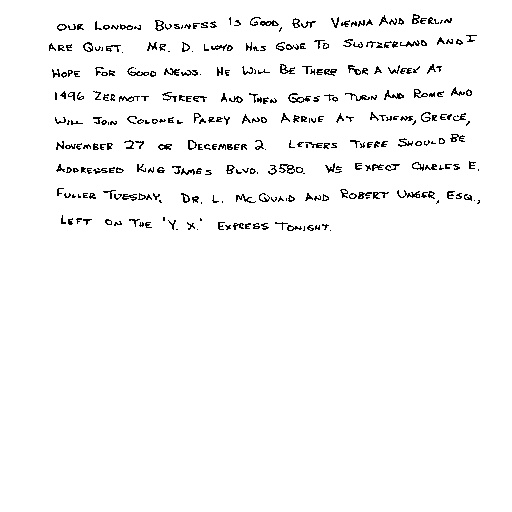 OUR LONDON BUSINESS IS GOOD, BUT VIENNA AND BERLIN
ARE QUIET. MR. D. LLOYD HAS GONE TO SWITZERLAND AND I
HOPE FOR GOOD NEWS. HE WILL BE THERE FOR A WEEK AT
1496 ZERMOTT STREET AND THEN GOES TO TURIN AND ROME AND
WILL JOIN COLONEL PARRY AND ARRIVE AT ATHENS, GREECE,
NOVEMBER 27 OR DECEMBER 2. LETTERS THERE SHOULD BE
ADDRESSED KING JAMES BLVD. 3580. WE EXPECT CHARLES E.
FULLER TUESDAY. DR. L. MCQUAID AND ROBERT UNGER, ESQ.,
LEFT ON THE 'Y. X.' EXPRESS TONIGHT.